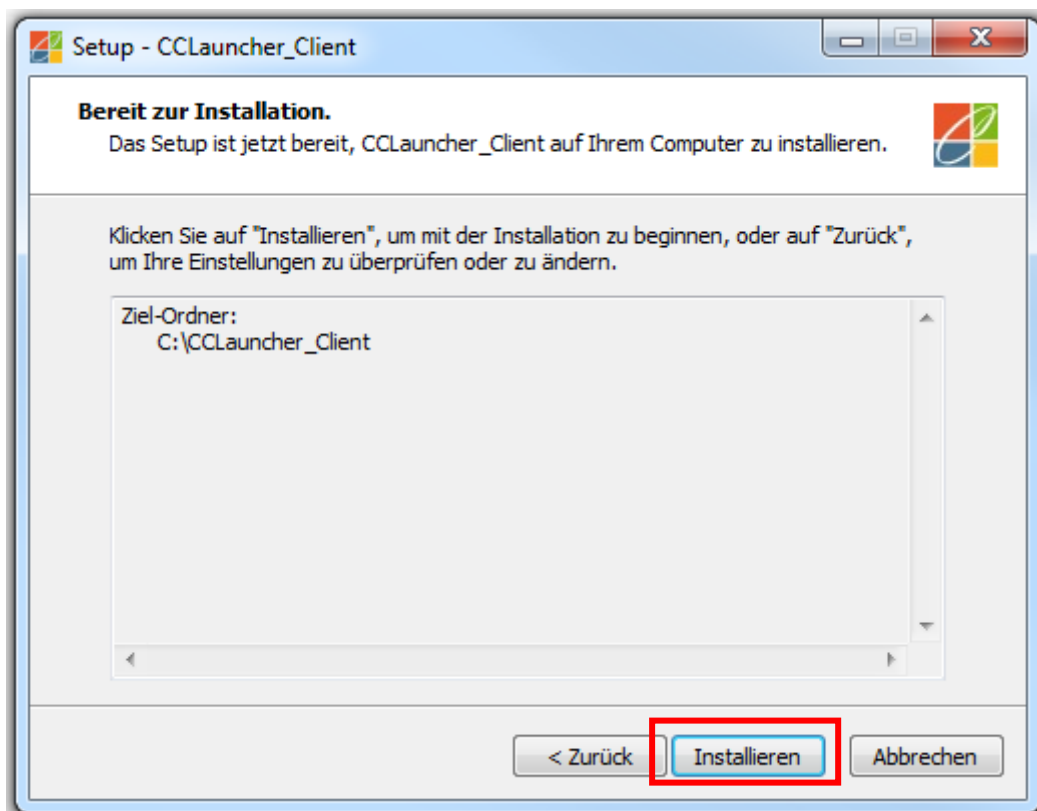 Setup - CCLauncher_Client
Bereit zur Installation.
Das Setup ist jetzt bereit, CCLauncher_Client auf Ihrem Computer zu installieren.
Klicken Sie auf "Installieren", um mit der Installation zu beginnen, oder auf "Zurück",
um Ihre Einstellungen zu überprüfen oder zu ändern.
Ziel-Ordner:
C:\CCLauncher_Client
< Zurück Installieren Abbrechen